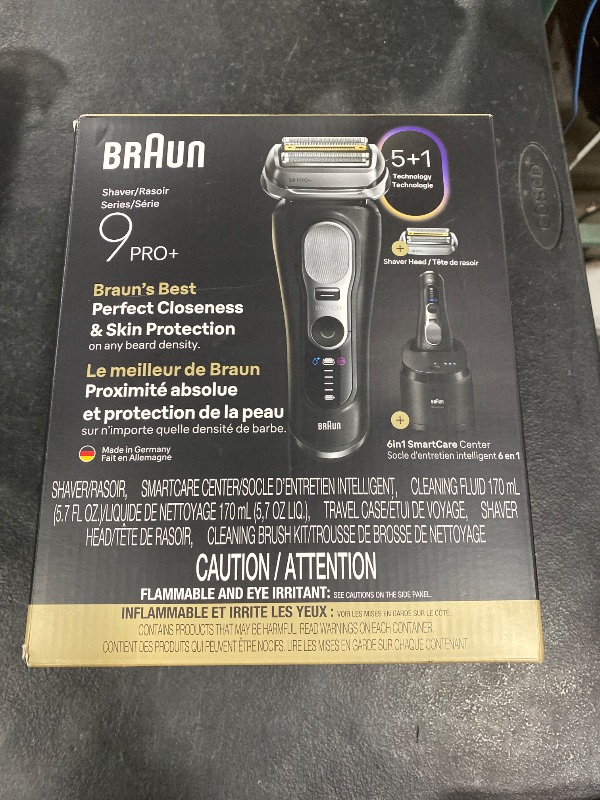 BRAUN
Shaver/Rasoir
Series/Série
9 PRO+
Braun's Best
Perfect Closeness
& Skin Protection
on any beard density.
Le meilleur de Braun
Proximité absolue
et protection de la peau
sur n'importe quelle densité de barbe.
Made in Germany
Fait en Allemagne
S9 PRO+
BRAUN
5+1
Technology
Technologie
+
Shaver Head / Tête de rasoir
BRAUN
+
6in1 SmartCare Center
Socle d'entretien intelligent 6 en 1
SHAVER/RASOIR, SMARTCARE CENTER/SOCLE D'ENTRETIEN INTELLIGENT, CLEANING FLUID 170 mL
(5.7 FL OZ.)/LIQUIDE DE NETTOYAGE 170 mL (5,7 OZ LIQ.), TRAVEL CASE/ÉTUI DE VOYAGE, SHAVER
HEAD/TÊTE DE RASOIR, CLEANING BRUSH KIT/TROUSSE DE BROSSE DE NETTOYAGE
CAUTION / ATTENTION
FLAMMABLE AND EYE IRRITANT: SEE CAUTIONS ON THE SIDE PANEL.
INFLAMMABLE ET IRRITE LES YEUX : VOIR LES MISES EN GARDE SUR LE CÔTÉ.
CONTAINS PRODUCTS THAT MAY BE HARMFUL. READ WARNINGS ON EACH CONTAINER.
CONTIENT DES PRODUITS QUI PEUVENT ÊTRE NOCIFS. LIRE LES MISES EN GARDE SUR CHAQUE CONTENANT
COSCO